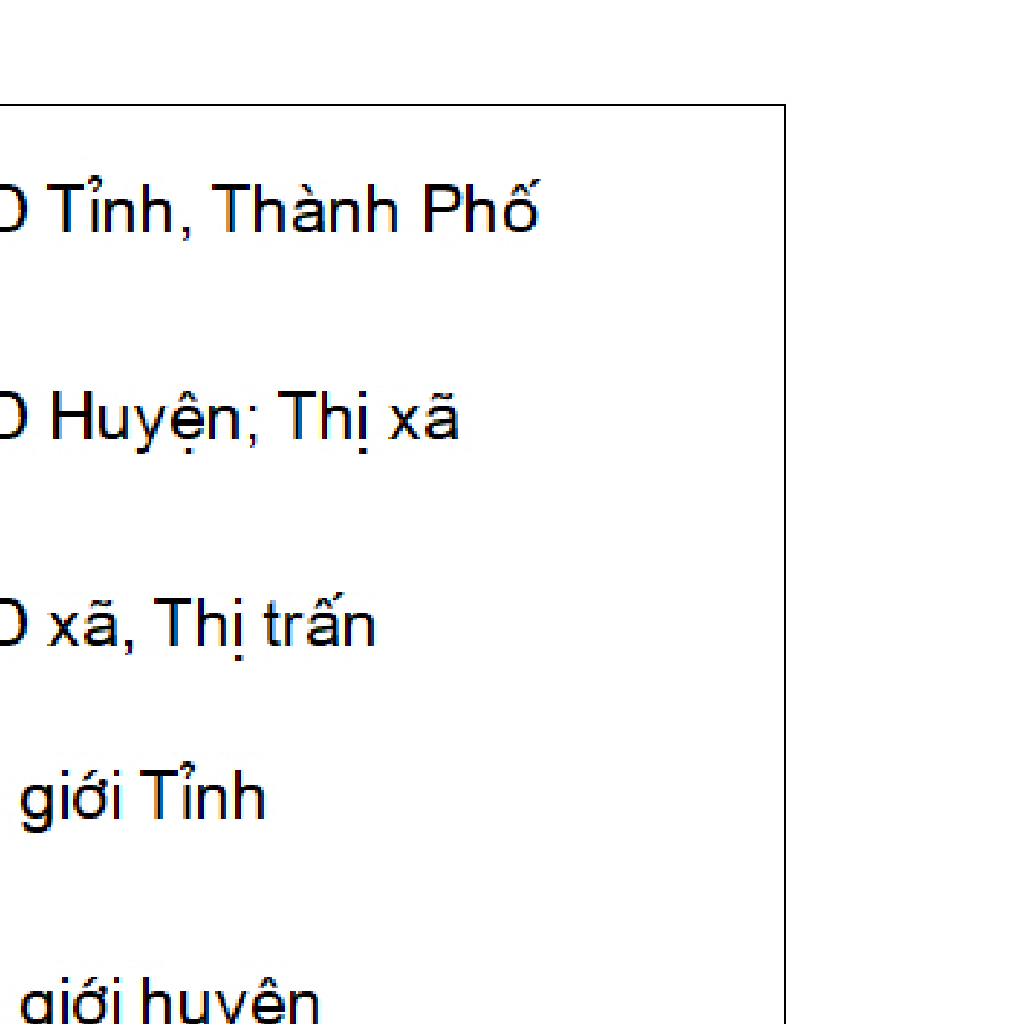 Tỉnh, Thành Phố
Huyện; Thị xã
xã, Thị trấn
giới Tỉnh
giới huyện